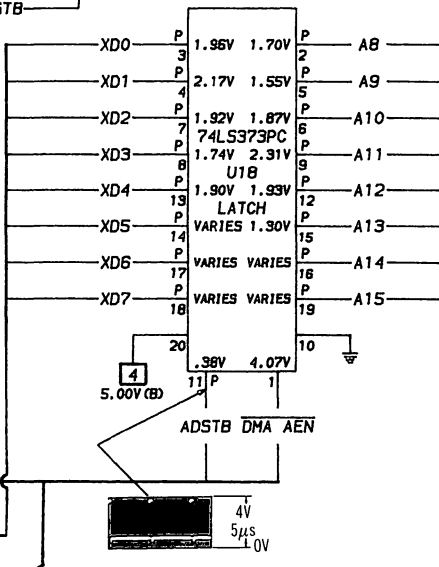 STB
XD0 P 3 1.96V 1.70V P 2 A8
XD1 P 4 2.17V 1.55V P 5 A9
XD2 P 7 1.92V 1.87V P 6 A10
74LS373PC
XD3 P 8 1.74V 2.31V P 9 A11
U18
XD4 P 13 1.90V 1.93V P 12 A12
LATCH
XD5 P 14 VARIES 1.30V P 15 A13
XD6 P 17 VARIES VARIES P 16 A14
XD7 P 18 VARIES VARIES P 19 A15
20 10
.38V 4.07V
4
11 P 1
5.00V(B)
ADSTB DMA AEN
4V
5μs
0V